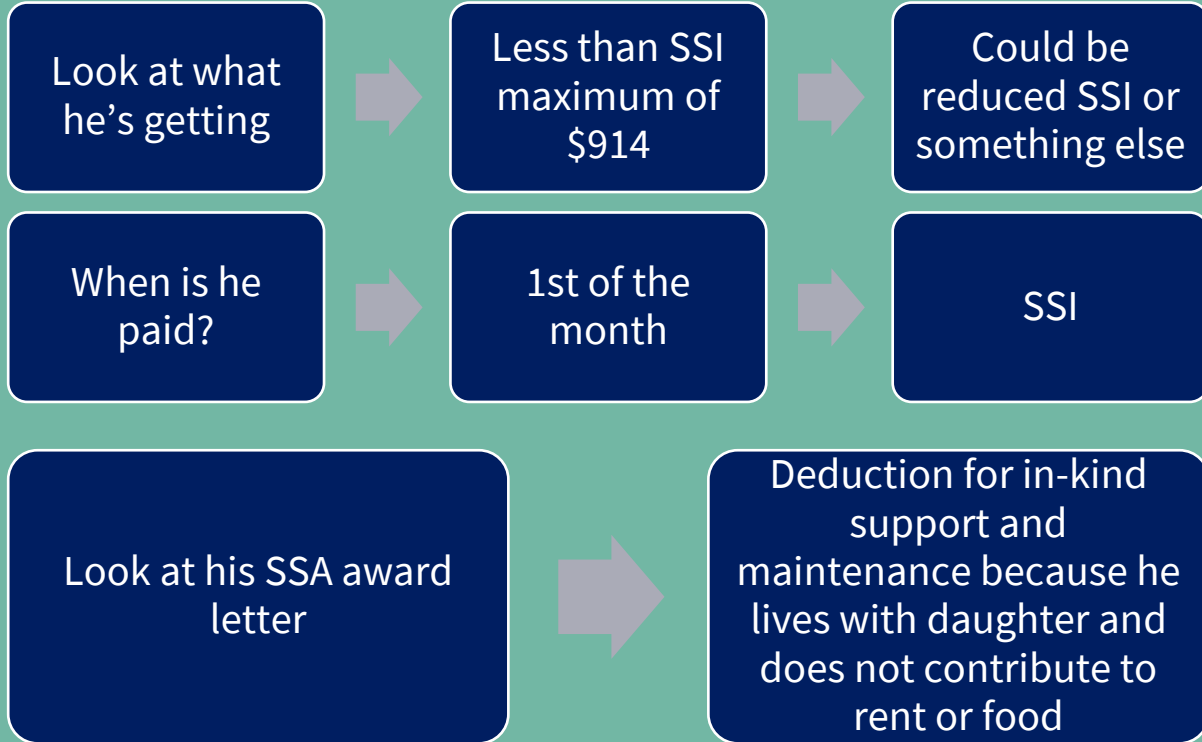 Look at what
he’s getting
Less than SSI
maximum of
$914
Could be
reduced SSI or
something else
When is he
paid?
1st of the
month
SSI
Look at his SSA award
letter
Deduction for in-kind
support and
maintenance because he
lives with daughter and
does not contribute to
rent or food